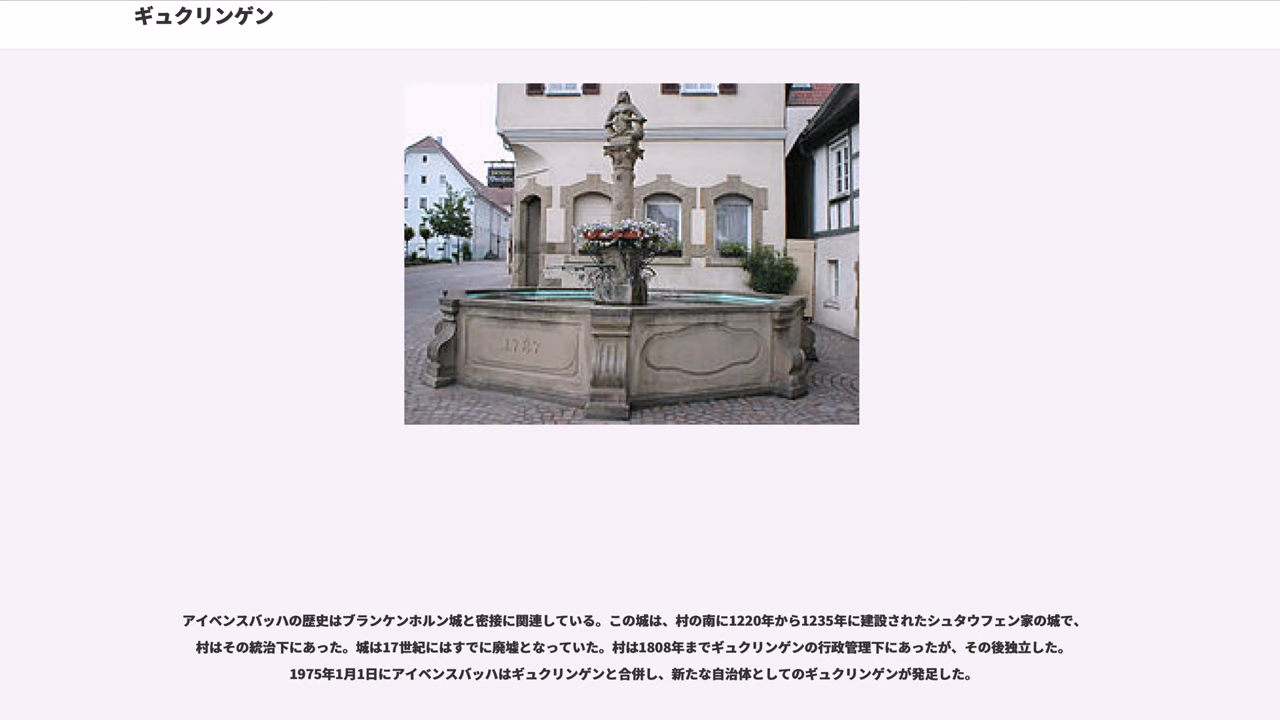 ギュクリンゲン
1787
アイベンスバッハの歴史はブランケンホルン城と密接に関連している。この城は、村の南に1220年から1235年に建設されたシュタウフェン家の城で、
村はその統治下にあった。城は17世紀にはすでに廃墟となっていた。村は1808年までギュクリンゲンの行政管理下にあったが、その後独立した。
1975年1月1日にアイベンスバッハはギュクリンゲンと合併し、新たな自治体としてのギュクリンゲンが発足した。